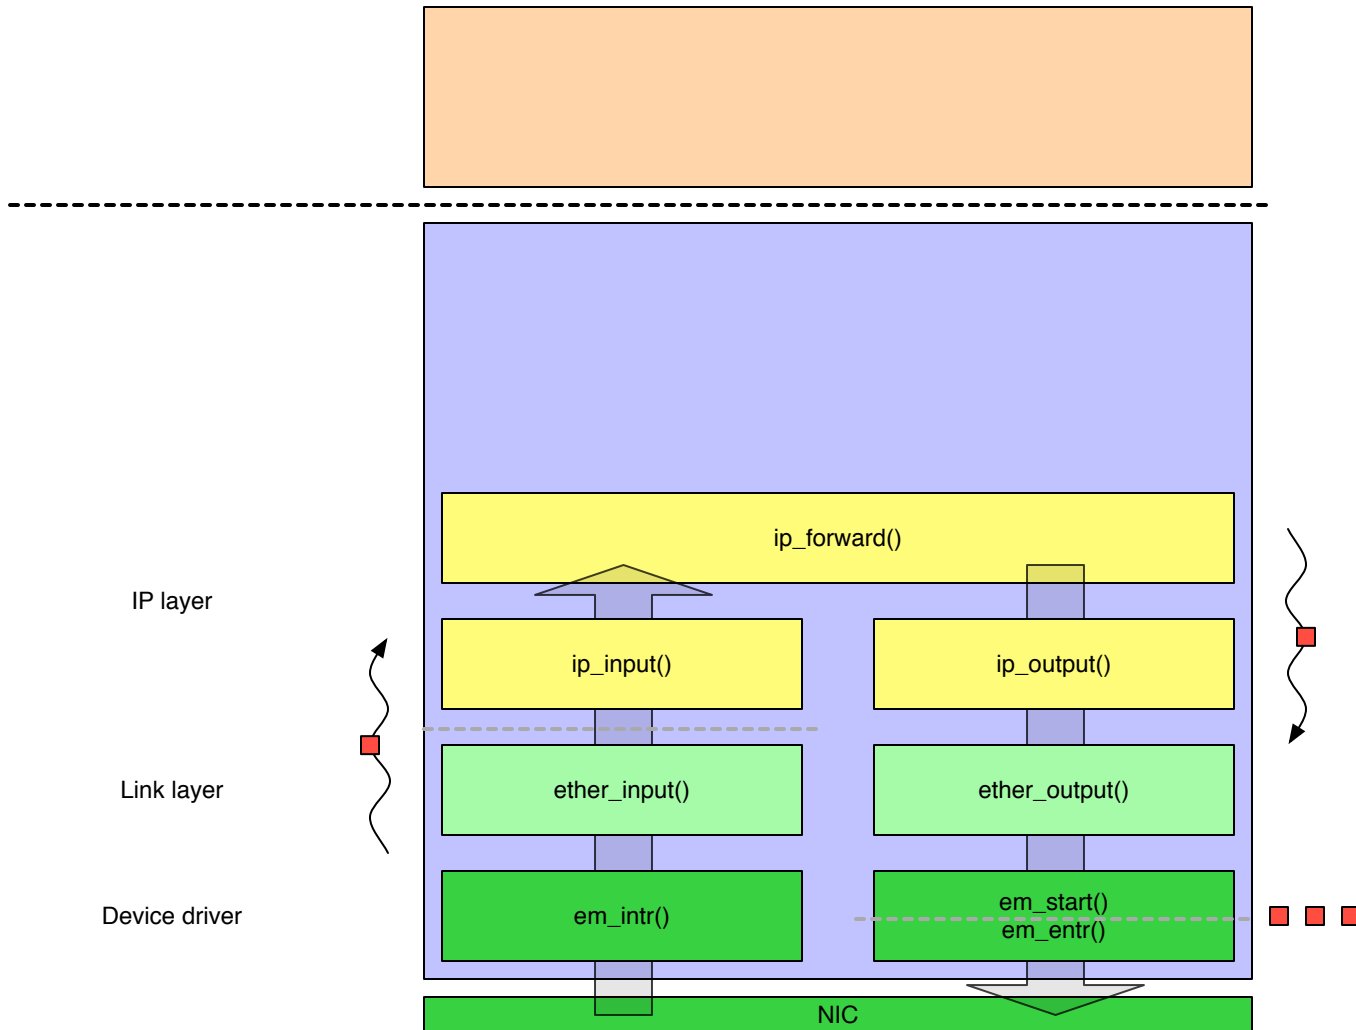 ip_forward()
IP layer
ip_input()
ip_output()
Link layer
ether_input()
ether_output()
Device driver
em_intr()
em_start()
em_entr()
NIC